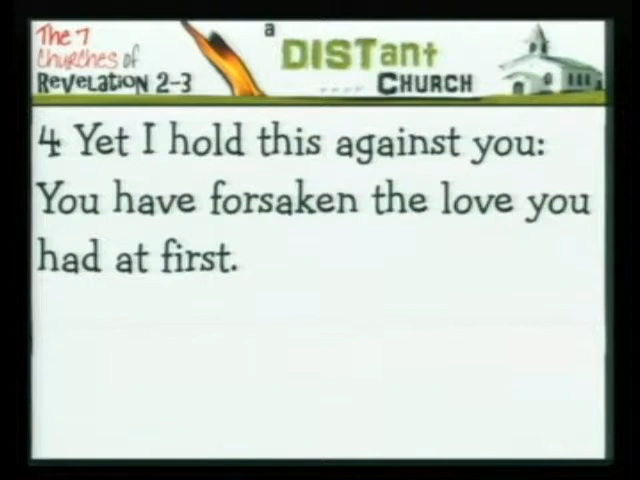 The 7
Churches of
Revelation 2-3
a
DISTant
.... CHURCH
4 Yet I hold this against you:
You have forsaken the love you
had at first.